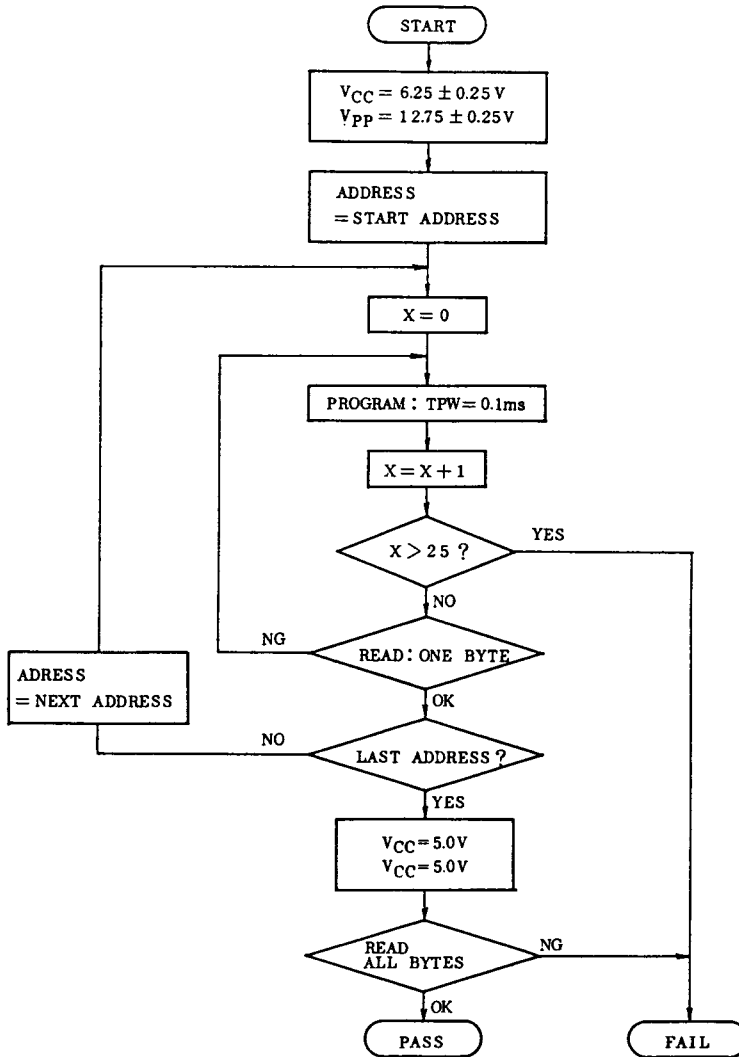 START
VCC = 6.25 ± 0.25 V
VPP = 12.75 ± 0.25 V
ADDRESS
= START ADDRESS
X = 0
PROGRAM : TPW = 0.1ms
X = X + 1
X > 25 ?
YES
NO
NG
READ : ONE BYTE
ADRESS
= NEXT ADDRESS
OK
NO
LAST ADDRESS ?
YES
VCC = 5.0 V
VCC = 5.0 V
READ
ALL BYTES
NG
OK
PASS
FAIL